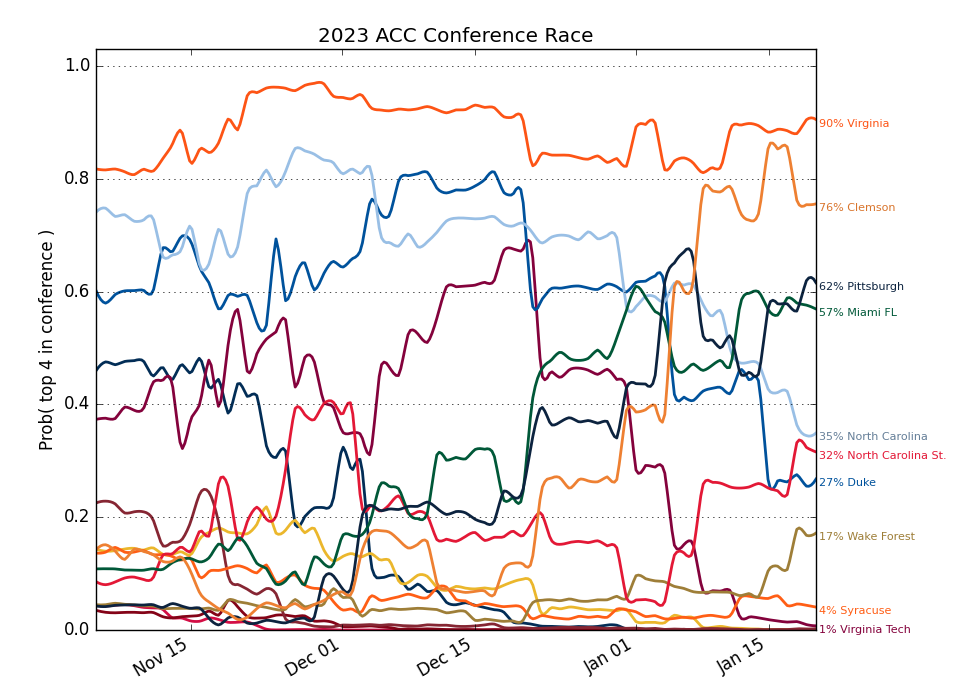 2023 ACC Conference Race
Prob( top 4 in conference )
1.0
0.8
0.6
0.4
0.2
0.0
Nov 15
Dec 01
Dec 15
Jan 01
Jan 15
90% Virginia
76% Clemson
62% Pittsburgh
57% Miami FL
35% North Carolina
32% North Carolina St.
27% Duke
17% Wake Forest
4% Syracuse
1% Virginia Tech